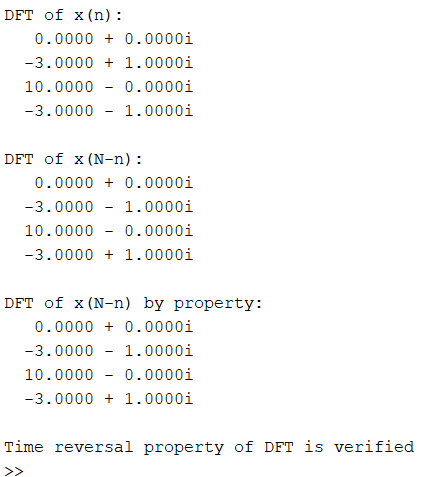 DFT of x(n):
0.0000 + 0.0000i
-3.0000 + 1.0000i
10.0000 - 0.0000i
-3.0000 - 1.0000i
DFT of x(N-n):
0.0000 + 0.0000i
-3.0000 - 1.0000i
10.0000 - 0.0000i
-3.0000 + 1.0000i
DFT of x(N-n) by property:
0.0000 + 0.0000i
-3.0000 - 1.0000i
10.0000 - 0.0000i
-3.0000 + 1.0000i
Time reversal property of DFT is verified
>>